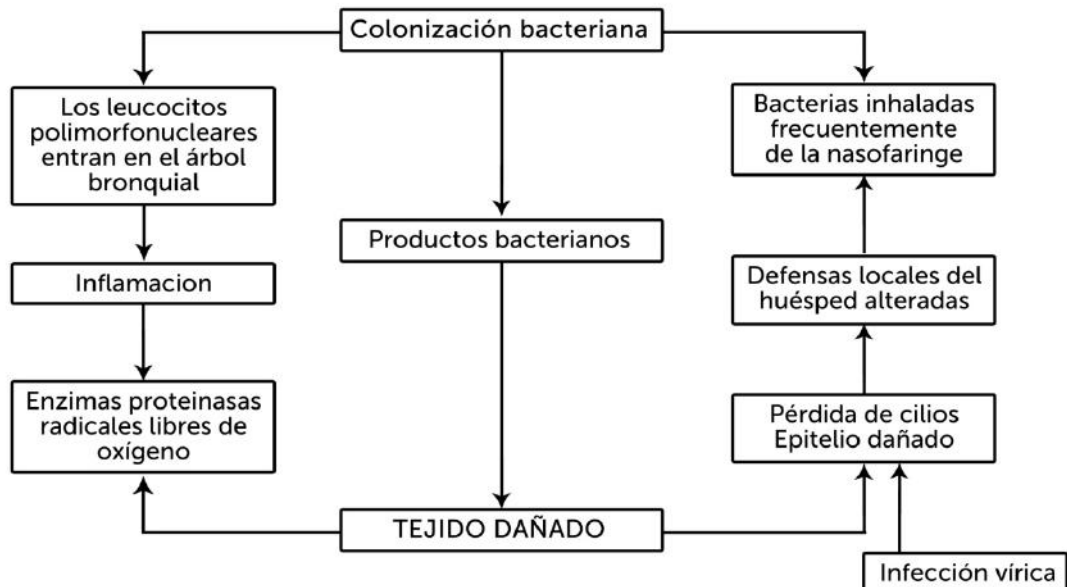 Colonización bacteriana
Los leucocitos
polimorfonucleares
entran en el árbol
bronquial
Bacterias inhaladas
frecuentemente
de la nasofaringe
Productos bacterianos
Inflamacion
Defensas locales del
huésped alteradas
Enzimas proteinasas
radicales libres de
oxígeno
Pérdida de cilios
Epitelio dañado
TEJIDO DAÑADO
Infección vírica